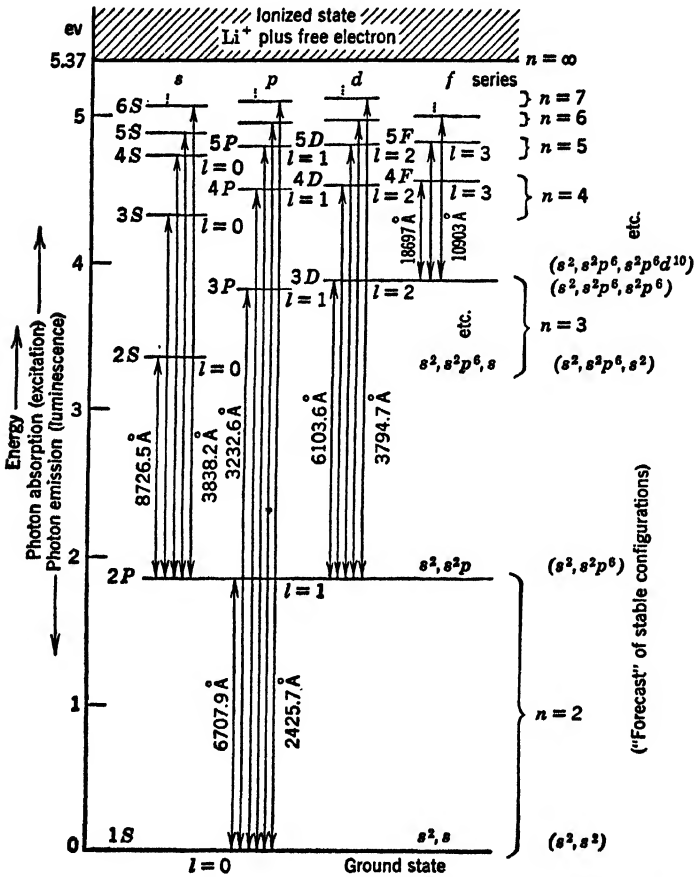 ev
Ionized state
Li⁺ plus free electron
5.37
n = ∞
s
p
d
f series
6S
n = 7
5
n = 6
5S
5P
5D
5F
n = 5
4S
l = 0
l = 1
l = 2
l = 3
4P
4D
4F
n = 4
l = 1
l = 2
l = 3
3S
l = 0
18697 Å
10903 Å
etc.
4
(s², s²p⁶, s²p⁶d¹⁰)
3P
3D
l = 1
l = 2
(s², s²p⁶, s²p⁶)
etc.
n = 3
2S
l = 0
s², s²p⁶, s
(s², s²p⁶, s²)
3
8726.5 Å
3838.2 Å
3232.6 Å
6103.6 Å
3794.7 Å
Energy
Photon absorption (excitation)
Photon emission (luminescence)
2
2P
l = 1
s², s²p
(s², s²p⁶)
("Forecast" of stable configurations)
6707.9 Å
2425.7 Å
1
n = 2
1S
s², s
(s², s²)
0
l = 0
Ground state